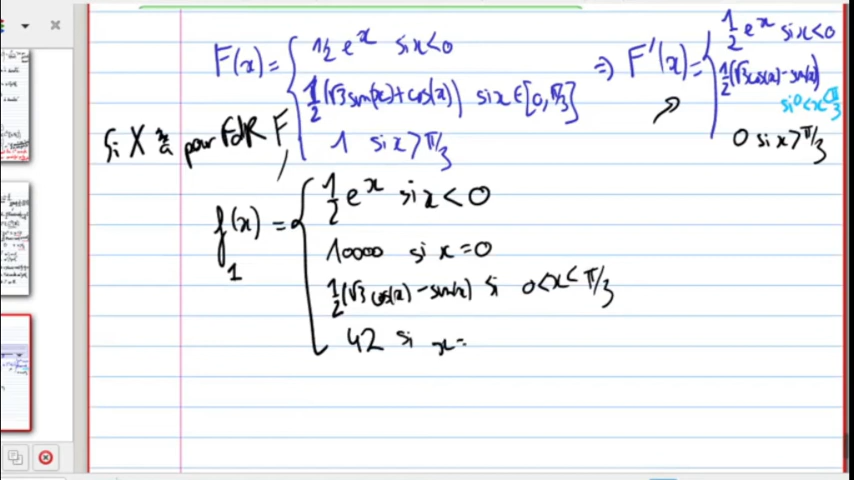 F(x)= { 1/2 e^x si x<0
1/2(√3 sin(x)+cos(x)) si x∈[0,π/3]
1 si x>π/3
⇒ F'(x)= { 1/2 e^x si x<0
1/2(√3 cos(x)-sin(x))
si 0<x<π/3
0 si x>π/3
Si X a pour FdR F,
f₁(x) = { 1/2 e^x si x<0
10000 si x=0
1/2(√3 cos(x)-sin(x)) si 0<x<π/3
42 si x=